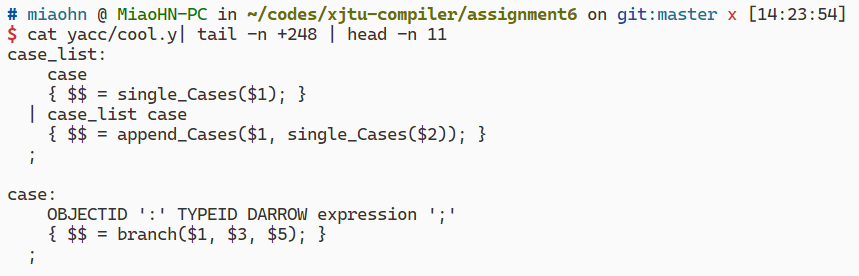 # miaohn @ MiaoHN-PC in ~/codes/xjtu-compiler/assignment6 on git:master x [14:23:54]
$ cat yacc/cool.y| tail -n +248 | head -n 11
case_list:
    case
    { $$ = single_Cases($1); }
  | case_list case
    { $$ = append_Cases($1, single_Cases($2)); }
  ;

case:
    OBJECTID ':' TYPEID DARROW expression ';'
    { $$ = branch($1, $3, $5); }
  ;